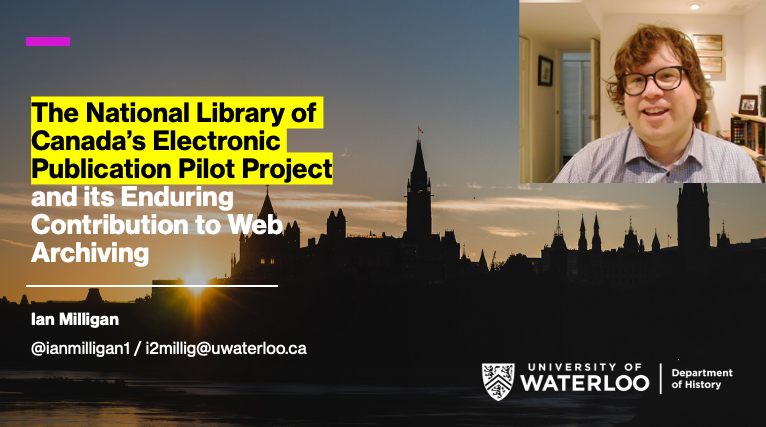 The National Library of
Canada’s Electronic
Publication Pilot Project
and its Enduring
Contribution to Web
Archiving
Ian Milligan
@ianmilligan1 / i2millig@uwaterloo.ca
UNIVERSITY OF
WATERLOO
Department
of History